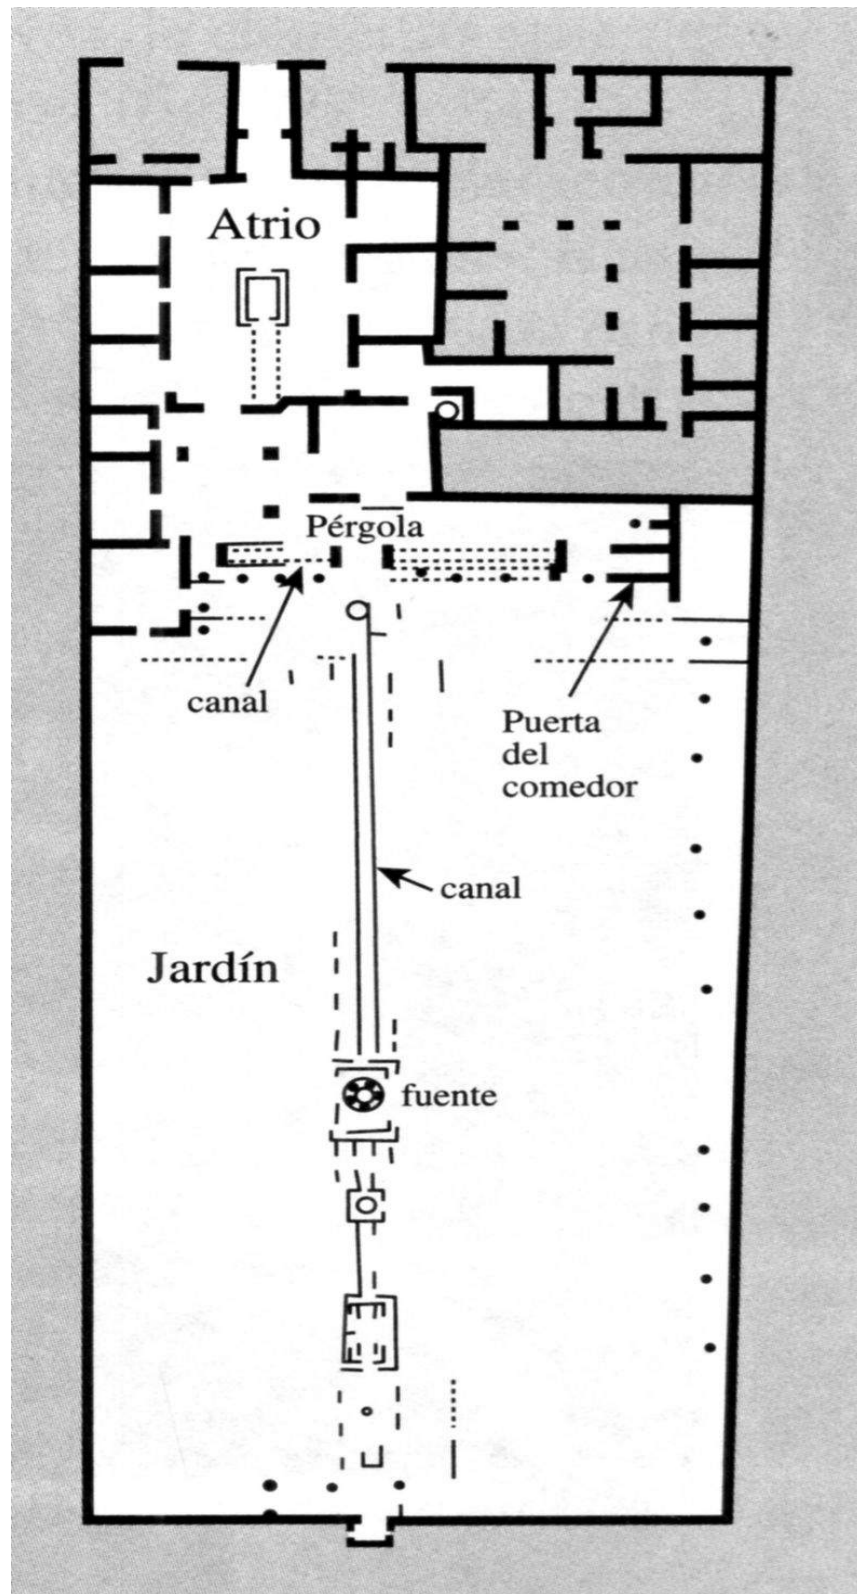 Atrio
Pérgola
canal
Puerta
del
comedor
canal
Jardín
fuente